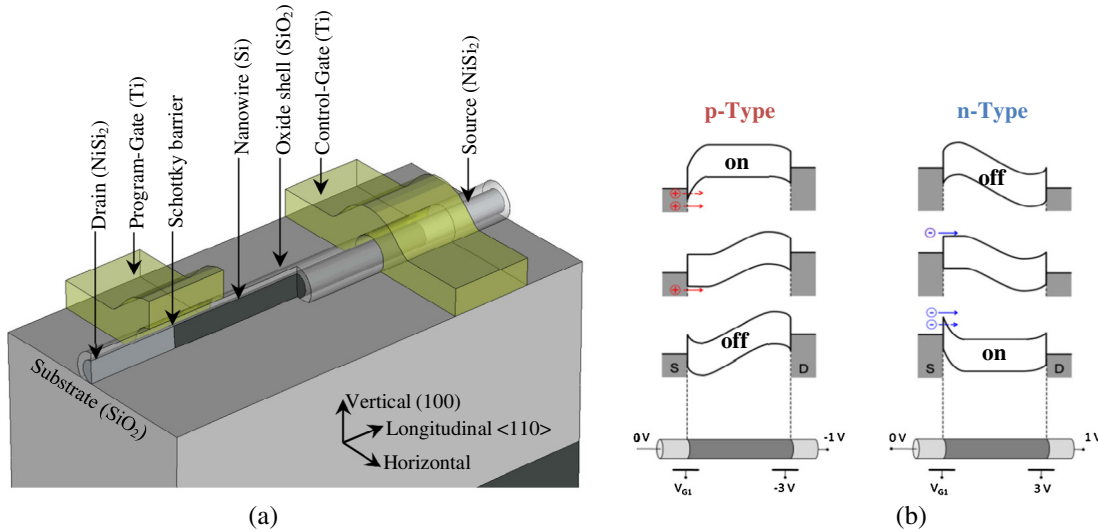 Drain (NiSi₂)
Program-Gate (Ti)
Schottky barrier
Nanowire (Si)
Oxide shell (SiO₂)
Control-Gate (Ti)
Source (NiSi₂)
Substrate (SiO₂)
Vertical (100)
Longitudinal <110>
Horizontal
(a)
p-Type
on
off
S
D
0 V
-1 V
V_G1
-3 V
n-Type
off
on
S
D
0 V
1 V
V_G1
3 V
(b)